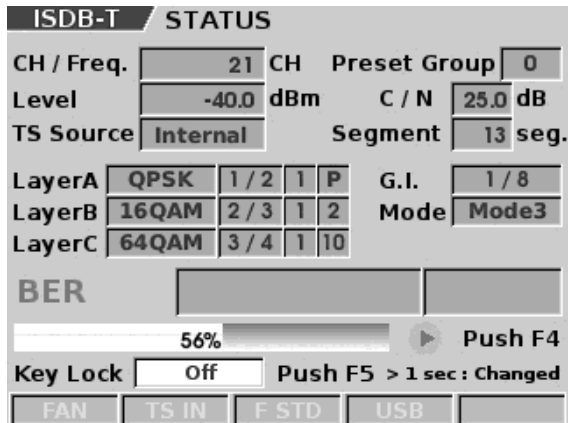 ISDB-T / STATUS
CH / Freq. 21 CH Preset Group 0
Level -40.0 dBm C / N 25.0 dB
TS Source Internal Segment 13 seg.
LayerA QPSK 1 / 2 1 P G.I. 1 / 8
LayerB 16QAM 2 / 3 1 2 Mode Mode3
LayerC 64QAM 3 / 4 1 10
BER
56% Push F4
Key Lock Off Push F5 > 1 sec : Changed
FAN TS IN F STD USB